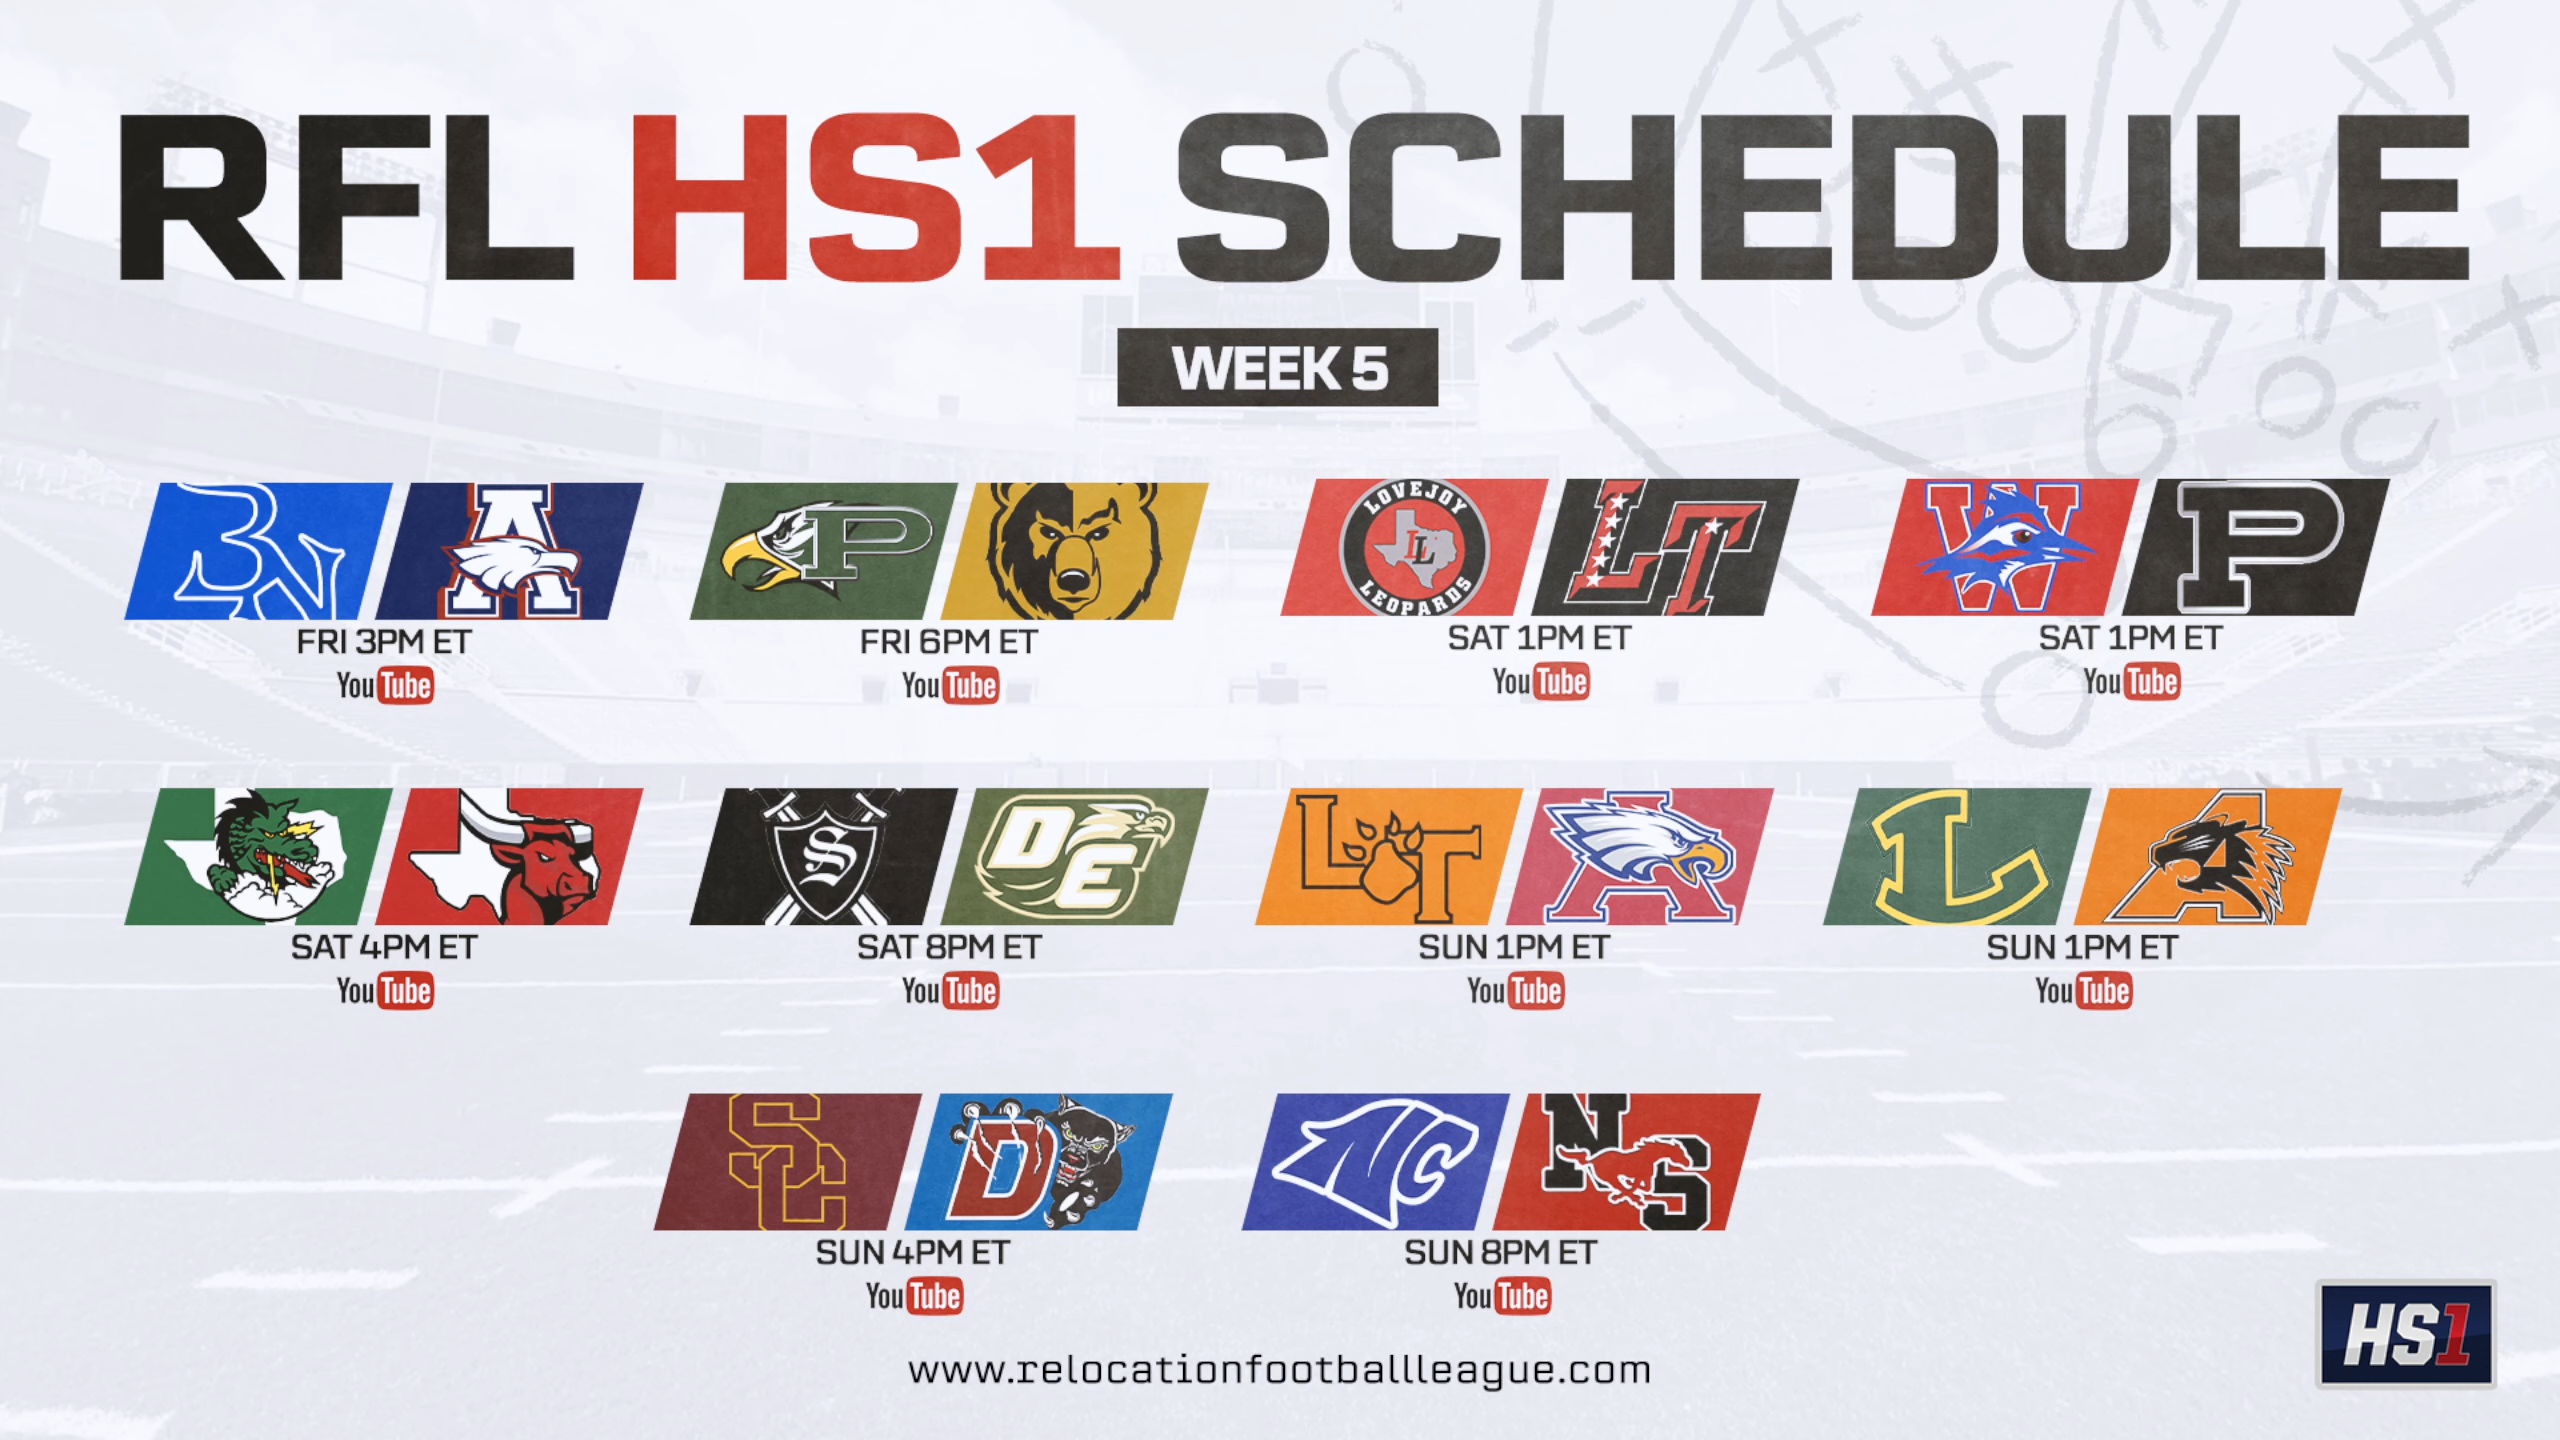 RFL HS1 SCHEDULE
WEEK 5
BN A
FRI 3PM ET
YouTube
P
FRI 6PM ET
YouTube
LOVEJOY
LL
LEOPARDS
LT
SAT 1PM ET
YouTube
W P
SAT 1PM ET
YouTube
SAT 4PM ET
YouTube
S DE
SAT 8PM ET
YouTube
LT A
SUN 1PM ET
YouTube
L A
SUN 1PM ET
YouTube
SC D
SUN 4PM ET
YouTube
NC NS
SUN 8PM ET
YouTube
www.relocationfootballleague.com
HS1